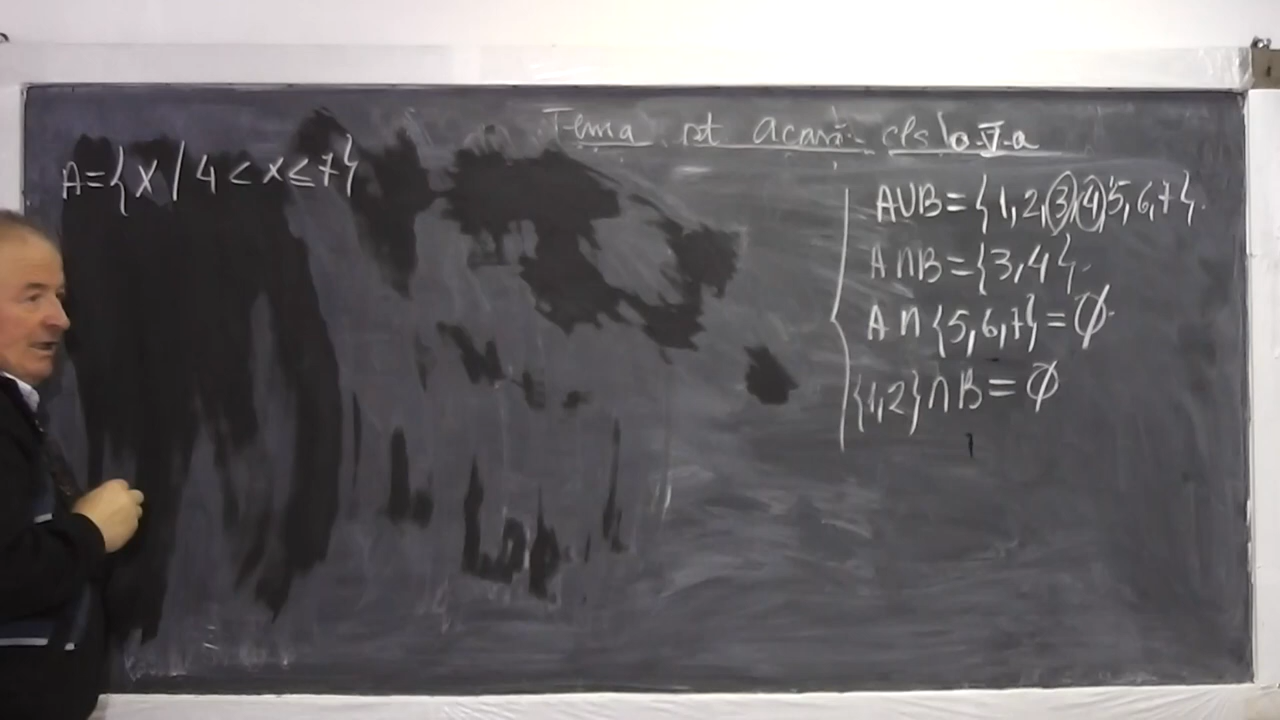 Tema pt acasă cls a V-a
A={x/4<x≤7}
A∪B={1,2,3,4,5,6,7}.
A∩B={3,4}.
A∩{5,6,7}=∅.
{1,2}∩B=∅